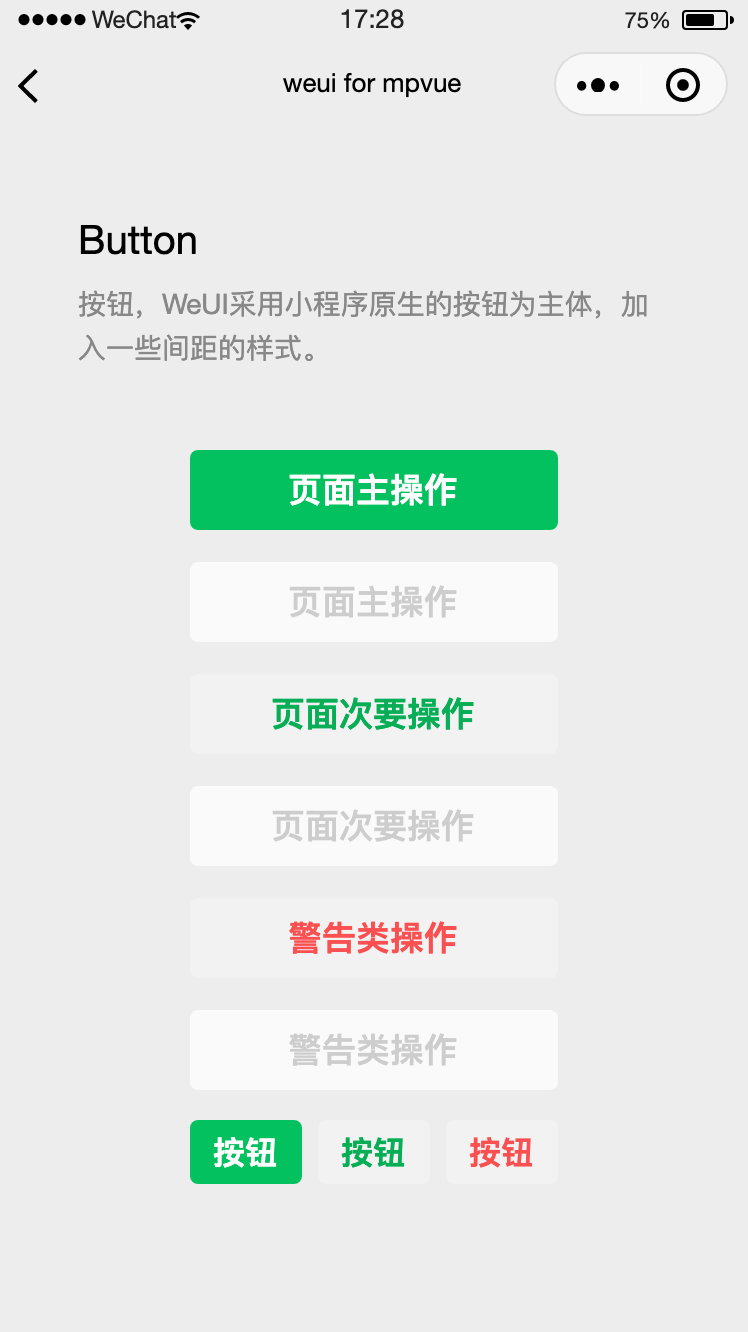 WeChat 17:28 75%
weui for mpvue
Button
按钮，WeUI采用小程序原生的按钮为主体，加
入一些间距的样式。
页面主操作
页面主操作
页面次要操作
页面次要操作
警告类操作
警告类操作
按钮 按钮 按钮